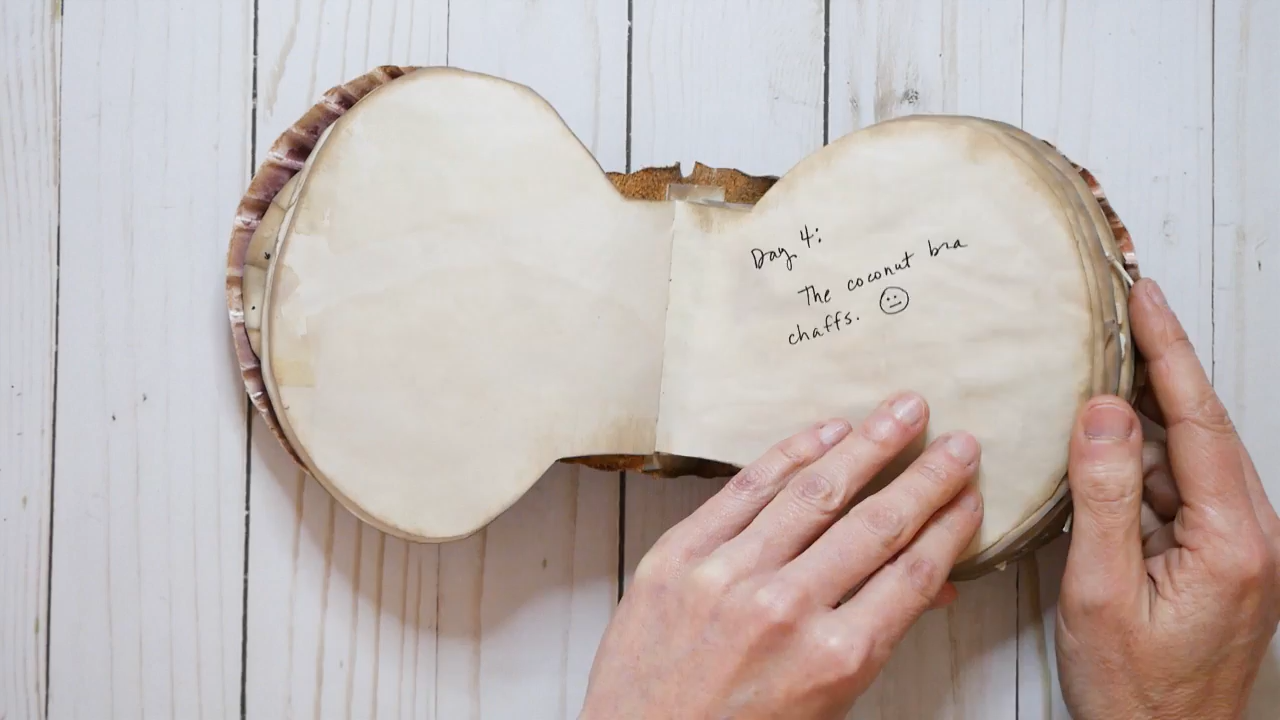 Day 4:
The coconut bra
chaffs. 😐